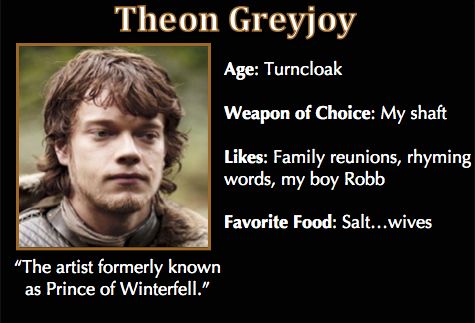 Theon Greyjoy
Age: Turncloak
Weapon of Choice: My shaft
Likes: Family reunions, rhyming
words, my boy Robb
Favorite Food: Salt...wives
“The artist formerly known
as Prince of Winterfell.”